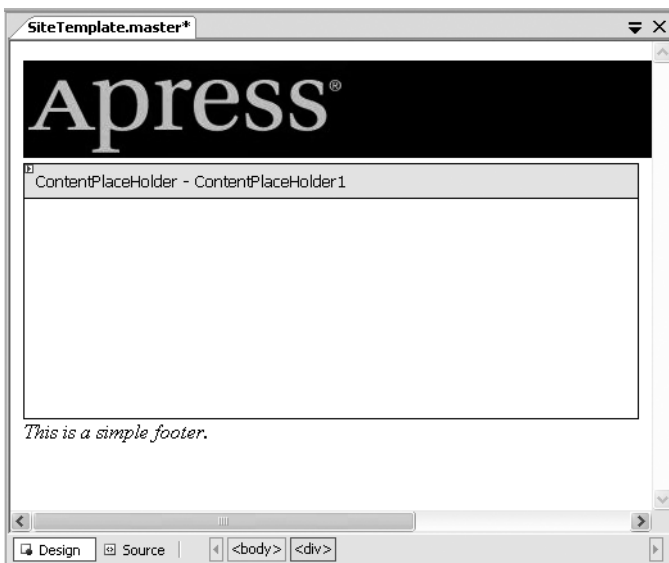 SiteTemplate.master*
Apress®
ContentPlaceHolder - ContentPlaceHolder1
This is a simple footer.
Design Source <body> <div>